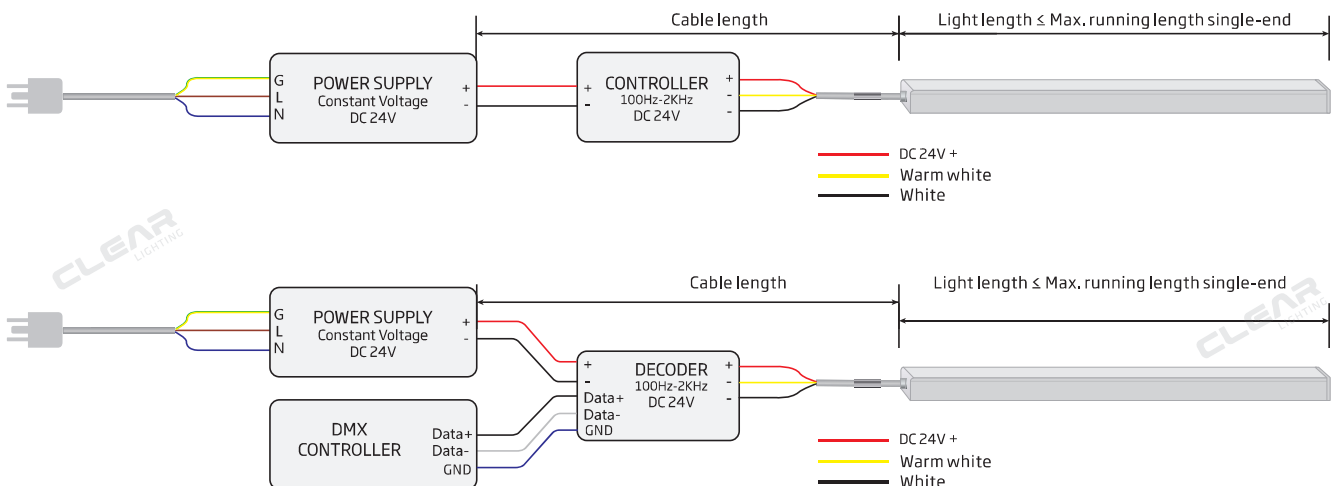 Cable length
Light length ≤ Max. running length single-end
G
L
N
POWER SUPPLY
Constant Voltage
DC 24V
+
-
+
-
CONTROLLER
100Hz-2KHz
DC 24V
+
-
-
DC 24V +
Warm white
White
CLEAR
LIGHTING
Cable length
Light length ≤ Max. running length single-end
G
L
N
POWER SUPPLY
Constant Voltage
DC 24V
+
-
+
-
Data+
Data-
GND
DECODER
100Hz-2KHz
DC 24V
+
-
-
CLEAR
LIGHTING
DMX
CONTROLLER
Data+
Data-
GND
DC 24V +
Warm white
White